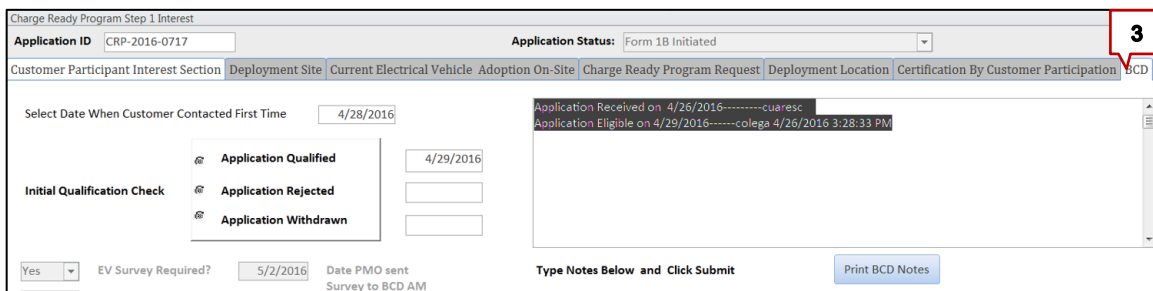 Charge Ready Program Step 1 Interest
3
Application ID CRP-2016-0717 Application Status: Form 1B Initiated
Customer Participant Interest Section Deployment Site Current Electrical Vehicle Adoption On-Site Charge Ready Program Request Deployment Location Certification By Customer Participation BCD
Select Date When Customer Contacted First Time 4/28/2016
Application Received on 4/26/2016---------cuaresc
Application Eligible on 4/29/2016------colega 4/26/2016 3:28:33 PM
Application Qualified 4/29/2016
Initial Qualification Check Application Rejected
Application Withdrawn
Yes EV Survey Required? 5/2/2016 Date PMO sent
Survey to BCD AM
Type Notes Below and Click Submit Print BCD Notes